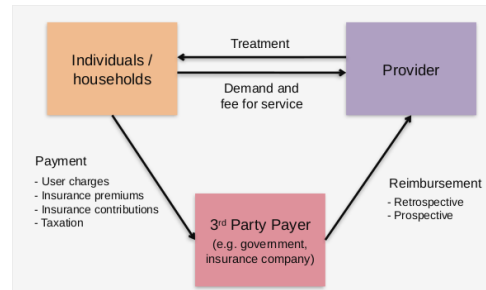 Individuals /
households
Treatment
Demand and
fee for service
Provider
Payment
- User charges
- Insurance premiums
- Insurance contributions
- Taxation
3rd Party Payer
(e.g. government,
insurance company)
Reimbursement
- Retrospective
- Prospective